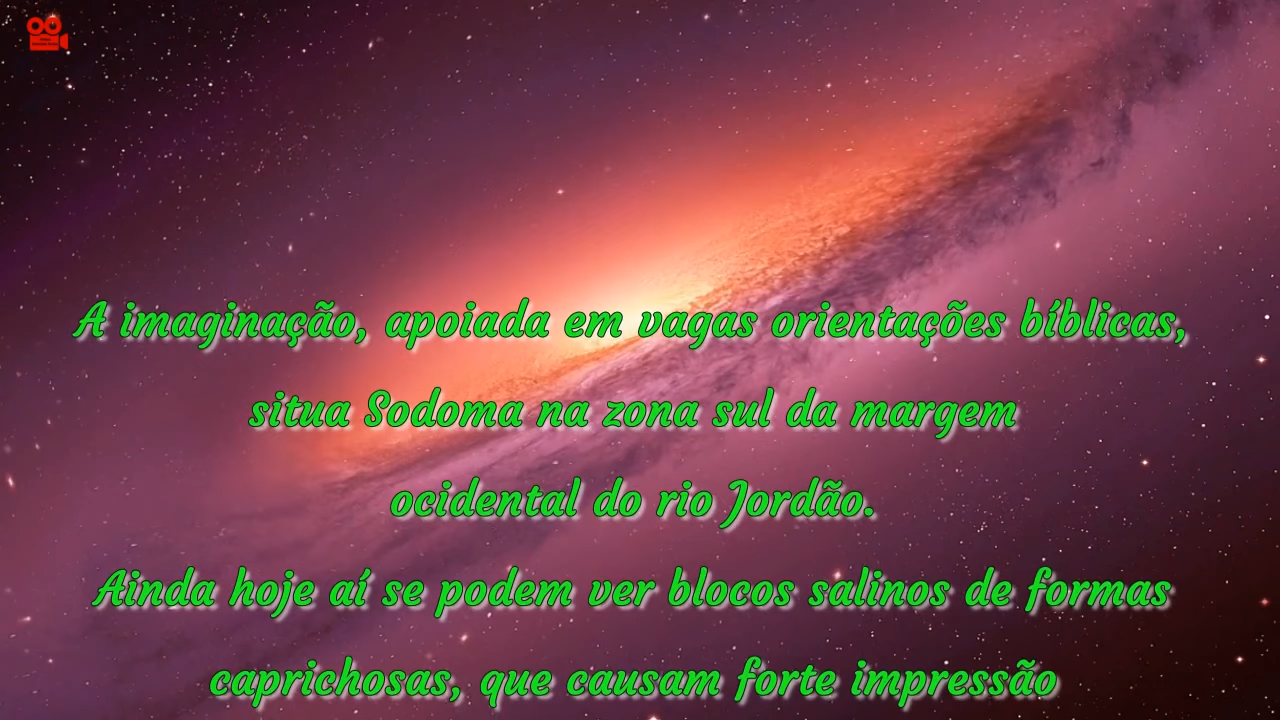 A imaginação, apoiada em vagas orientações bíblicas,
situa Sodoma na zona sul da margem
ocidental do rio Jordão.
Ainda hoje aí se podem ver blocos salinos de formas
caprichosas, que causam forte impressão